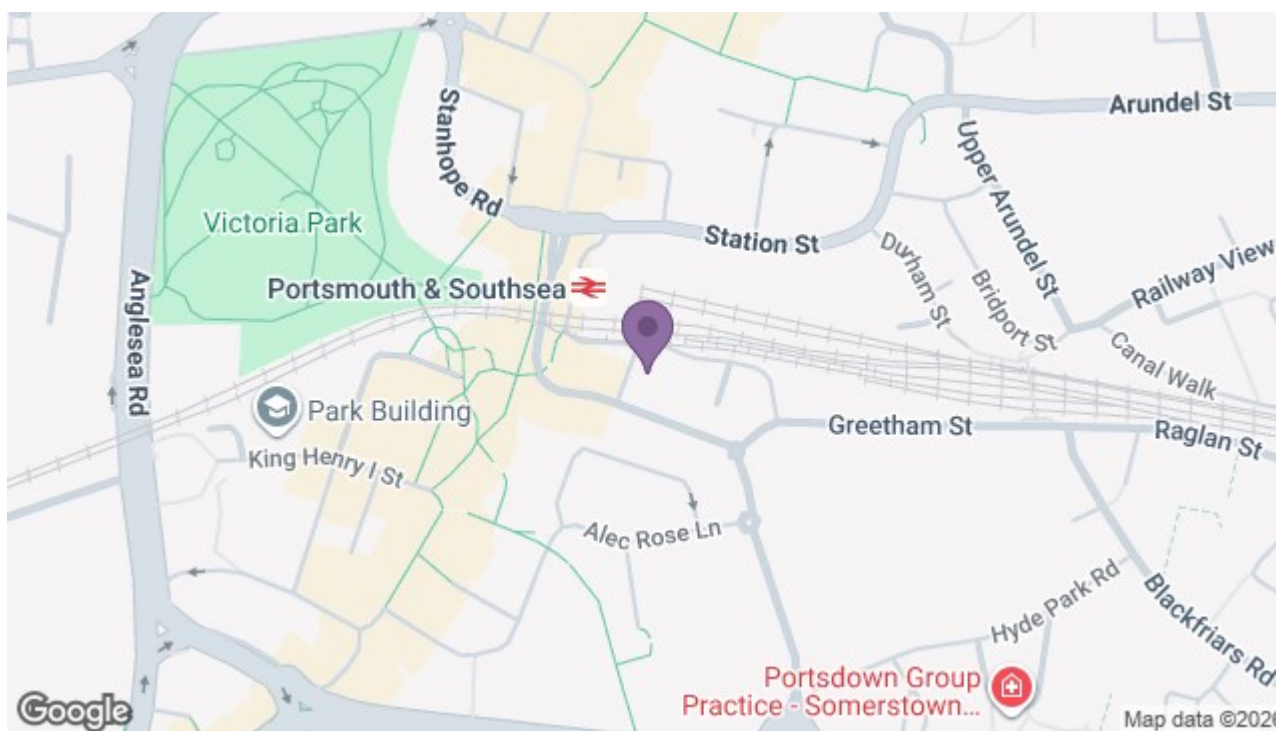 Arundel St
Stanhope Rd
Upper Arundel St
Victoria Park
Station St
Durham St
Railway View
Portsmouth & Southsea
Bridport St
Anglesea Rd
Canal Walk
Park Building
Greetham St
Raglan St
King Henry I St
Alec Rose Ln
Hyde Park Rd
Blackfriars Rd
Portsdown Group
Practice - Somerstown...
Google
Map data ©2026